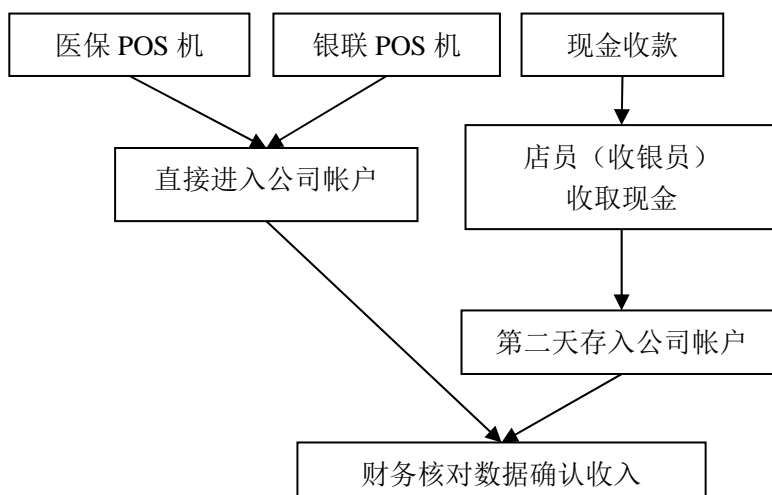 医保 POS 机
银联 POS 机
现金收款
直接进入公司帐户
店员（收银员）
收取现金
第二天存入公司帐户
财务核对数据确认收入